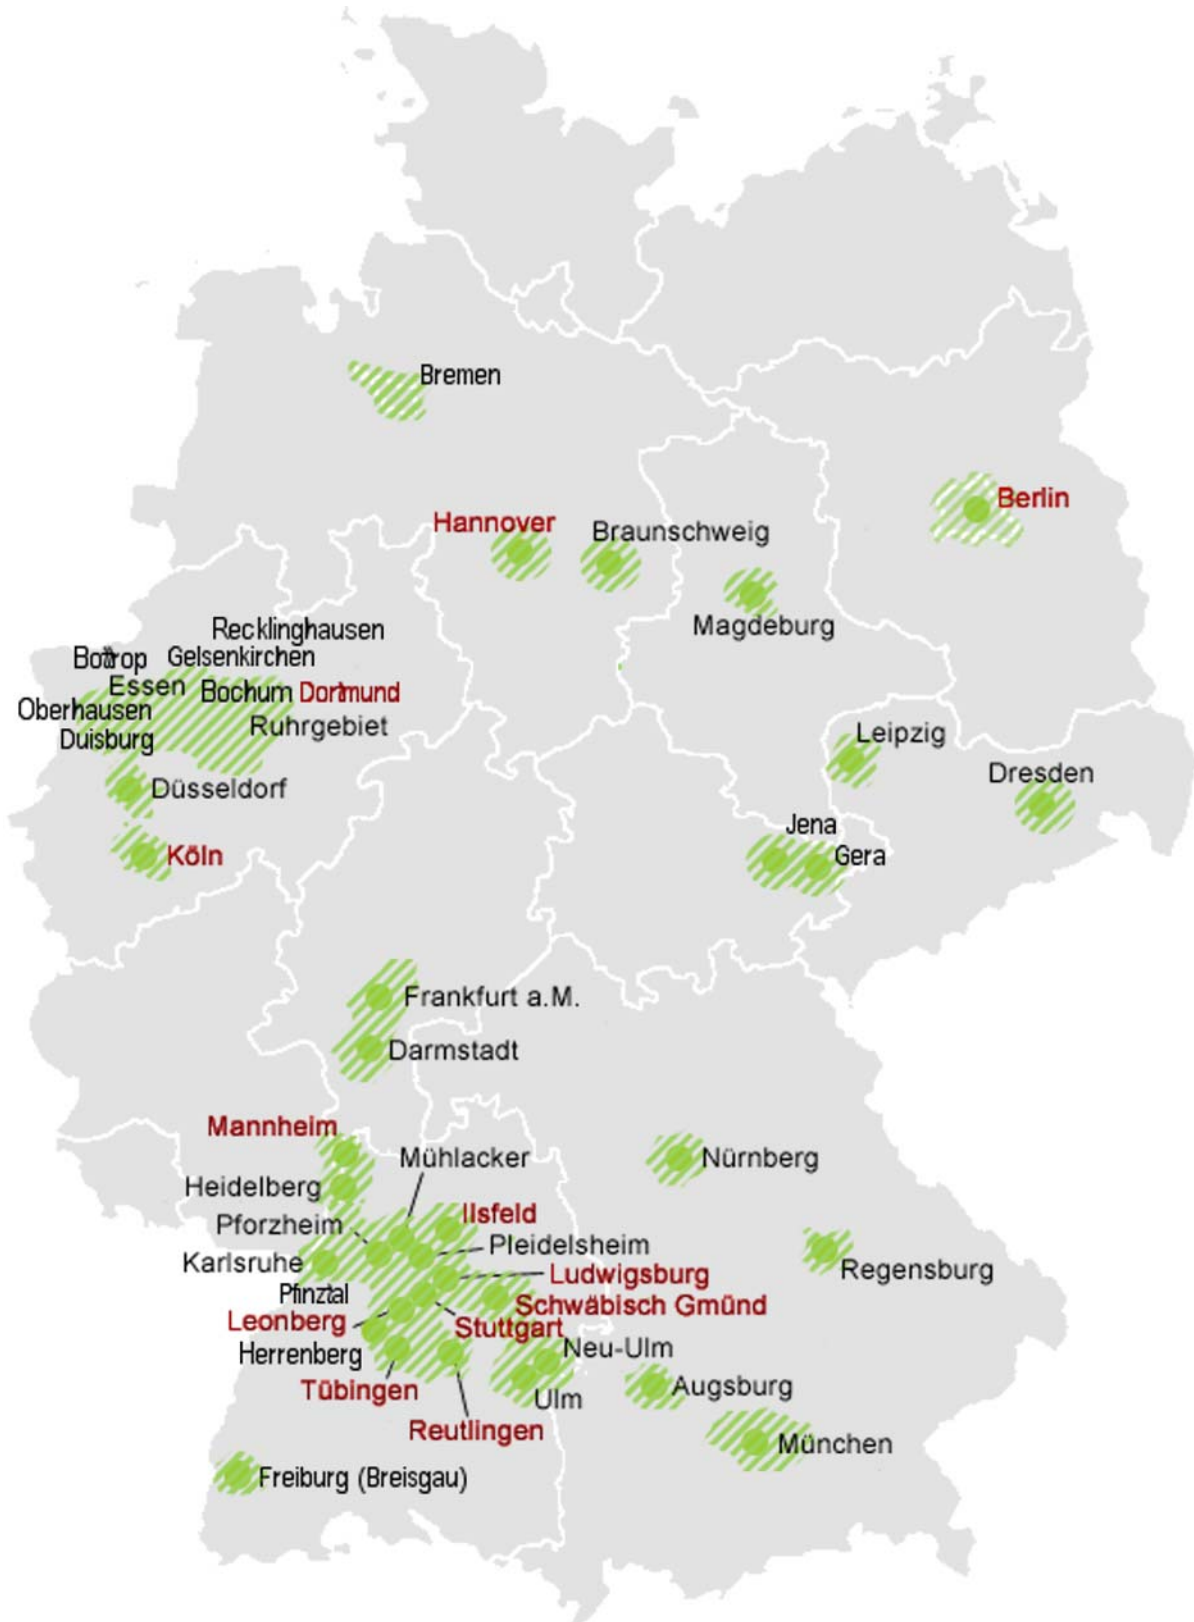 Bremen
Berlin
Hannover
Braunschweig
Magdeburg
Recklinghausen
Bottrop
Gelsenkirchen
Essen
Bochum
Dortmund
Oberhausen
Ruhrgebiet
Duisburg
Leipzig
Dresden
Düsseldorf
Jena
Köln
Gera
Frankfurt a.M.
Darmstadt
Mannheim
Mühlacker
Nürnberg
Heidelberg
Ilsfeld
Pforzheim
Pleidelsheim
Karlsruhe
Regensburg
Ludwigsburg
Pfinztal
Schwäbisch Gmünd
Leonberg
Stuttgart
Neu-Ulm
Herrenberg
Augsburg
Tübingen
Ulm
Reutlingen
München
Freiburg (Breisgau)